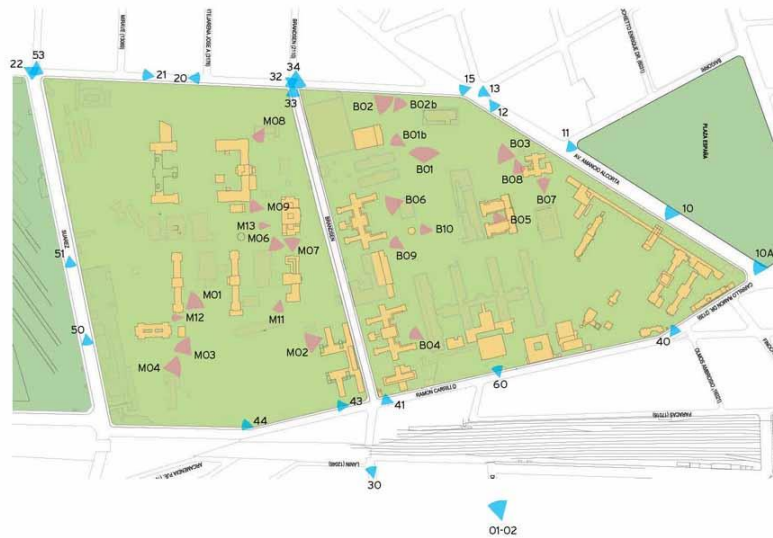 53
22
21
20
34
32
33
15
13
12
11
10
10A
B02
B02b
B01b
B01
B03
B08
B07
B06
B05
B10
B09
B04
M08
M09
M13
M06
M07
M01
M12
M11
M02
M03
M04
51
50
44
43
41
60
40
30
01-02
BRANDSEN
PLAZA ESPAÑA
AV. AMANCIO ALCORTA
RAMON CARRILLO
SUAREZ